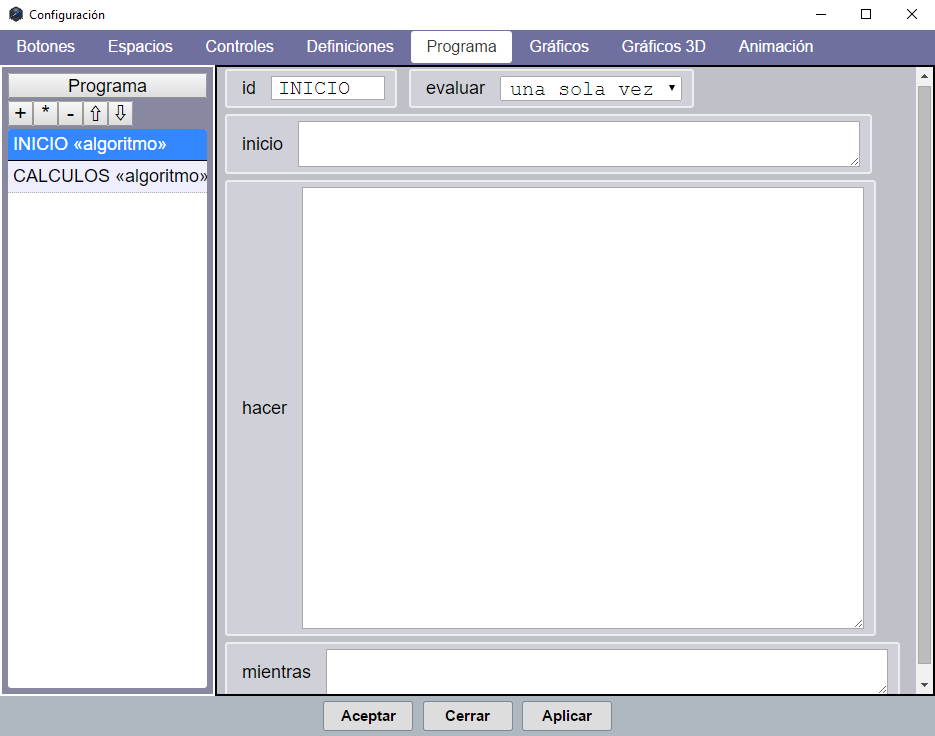 Configuración
Botones Espacios Controles Definiciones Programa Gráficos Gráficos 3D Animación
Programa
+ * - ⇧ ⇩
INICIO «algoritmo»
CALCULOS «algoritmo»
id INICIO evaluar una sola vez
inicio
hacer
mientras
Aceptar Cerrar Aplicar